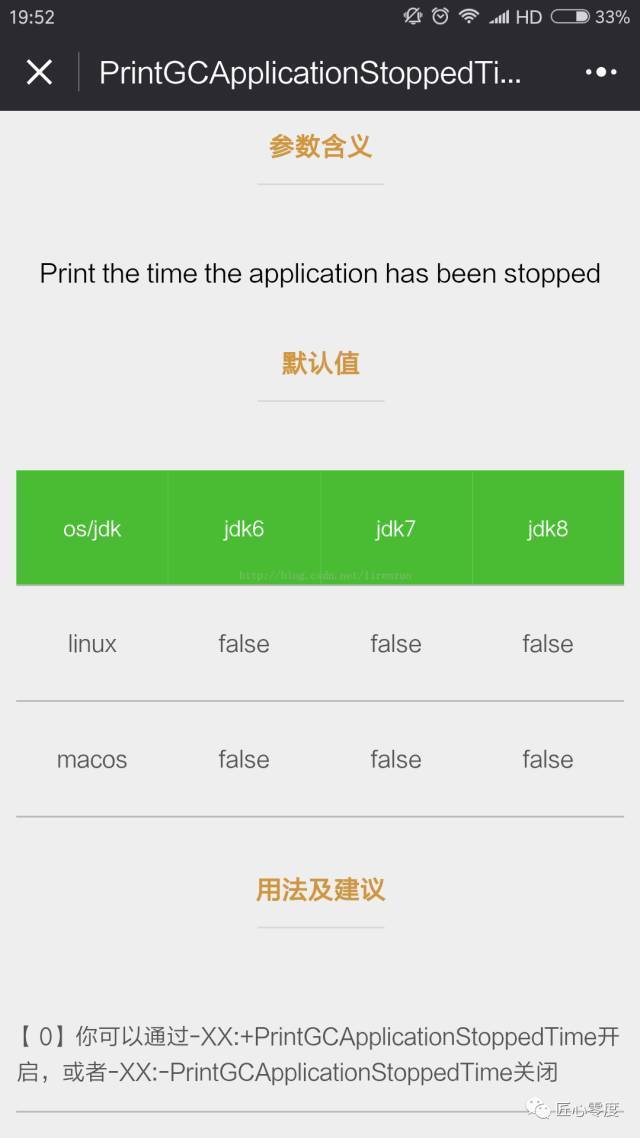 19:52 HD 33%
PrintGCApplicationStoppedTi...
参数含义
Print the time the application has been stopped
默认值
os/jdk jdk6 jdk7 jdk8
http://blog.csdn.net/lirenzuo
linux false false false
macos false false false
用法及建议
【 0】你可以通过-XX:+PrintGCApplicationStoppedTime开
启，或者-XX:-PrintGCApplicationStoppedTime关闭
匠心零度